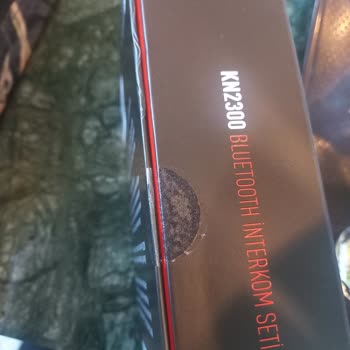 KN2300 BLUETOOTH İNTERKOM SETİ